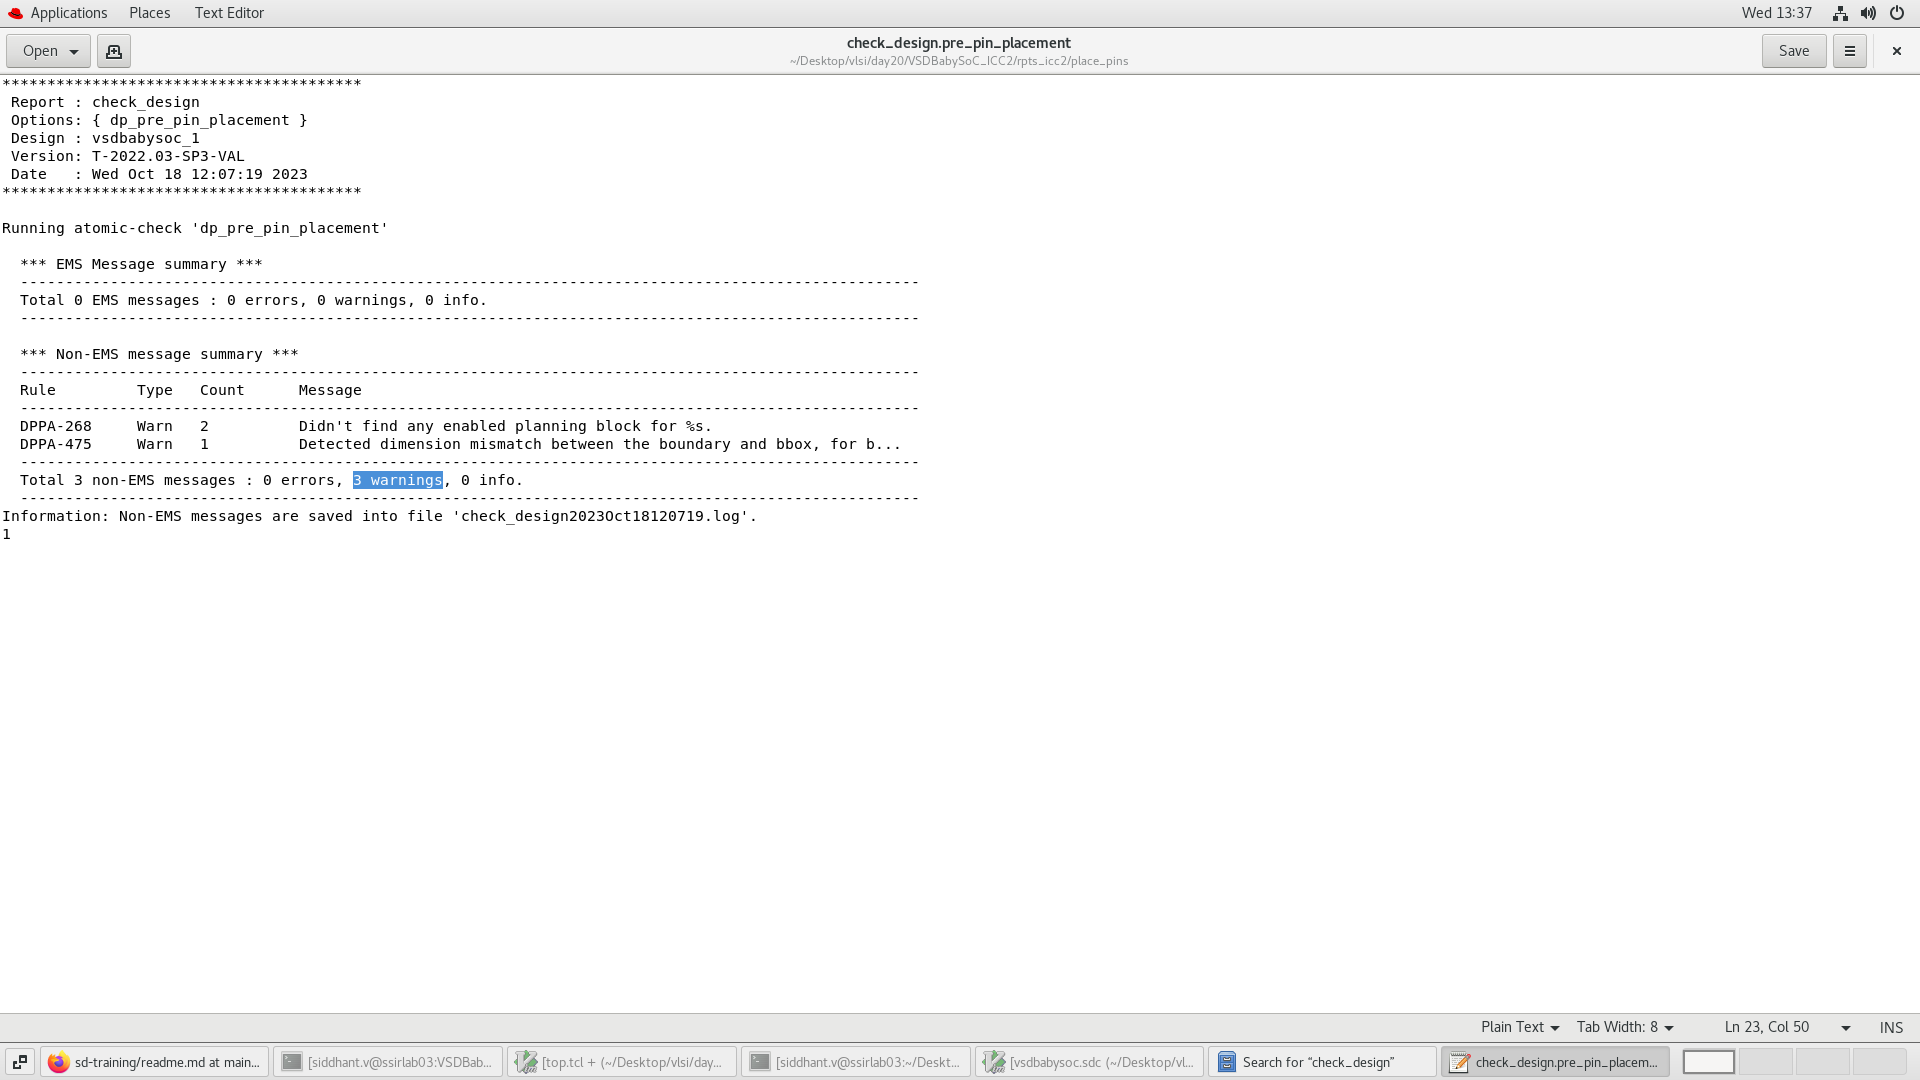 Applications Places Text Editor Wed 13:37
Open check_design.pre_pin_placement Save
~/Desktop/vlsi/day20/VSDBabySoC_ICC2/rpts_icc2/place_pins
****************************************
Report : check_design
Options: { dp_pre_pin_placement }
Design : vsdbabysoc_1
Version: T-2022.03-SP3-VAL
Date   : Wed Oct 18 12:07:19 2023
****************************************
Running atomic-check 'dp_pre_pin_placement'
*** EMS Message summary ***
----------------------------------------------------------------------------------------------------
Total 0 EMS messages : 0 errors, 0 warnings, 0 info.
----------------------------------------------------------------------------------------------------
*** Non-EMS message summary ***
----------------------------------------------------------------------------------------------------
Rule         Type   Count      Message
----------------------------------------------------------------------------------------------------
DPPA-268     Warn   2          Didn't find any enabled planning block for %s.
DPPA-475     Warn   1          Detected dimension mismatch between the boundary and bbox, for b...
----------------------------------------------------------------------------------------------------
Total 3 non-EMS messages : 0 errors, 3 warnings, 0 info.
----------------------------------------------------------------------------------------------------
Information: Non-EMS messages are saved into file 'check_design2023Oct18120719.log'.
1
Plain Text Tab Width: 8 Ln 23, Col 50 INS
sd-training/readme.md at main... [siddhant.v@ssirlab03:VSDBab... [top.tcl + (~/Desktop/vlsi/day... [siddhant.v@ssirlab03:~/Deskt... [vsdbabysoc.sdc (~/Desktop/vl... Search for “check_design” check_design.pre_pin_placem...